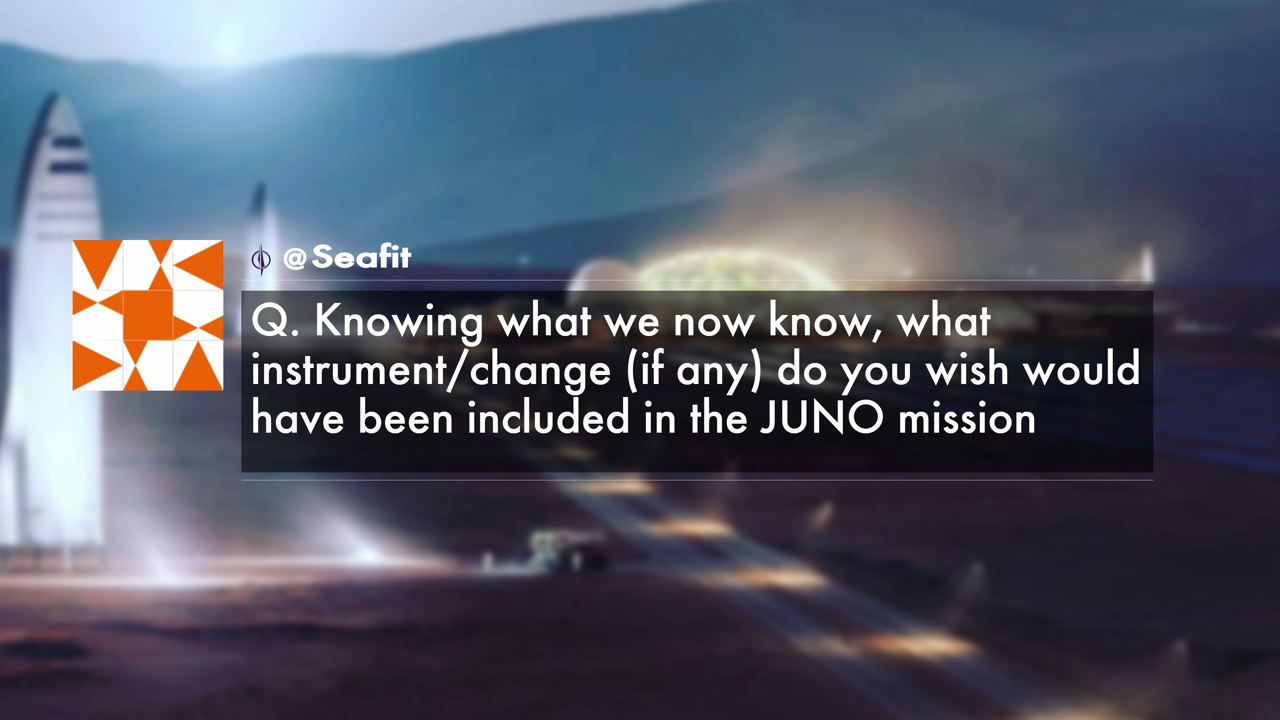 @Seafit
Q. Knowing what we now know, what
instrument/change (if any) do you wish would
have been included in the JUNO mission